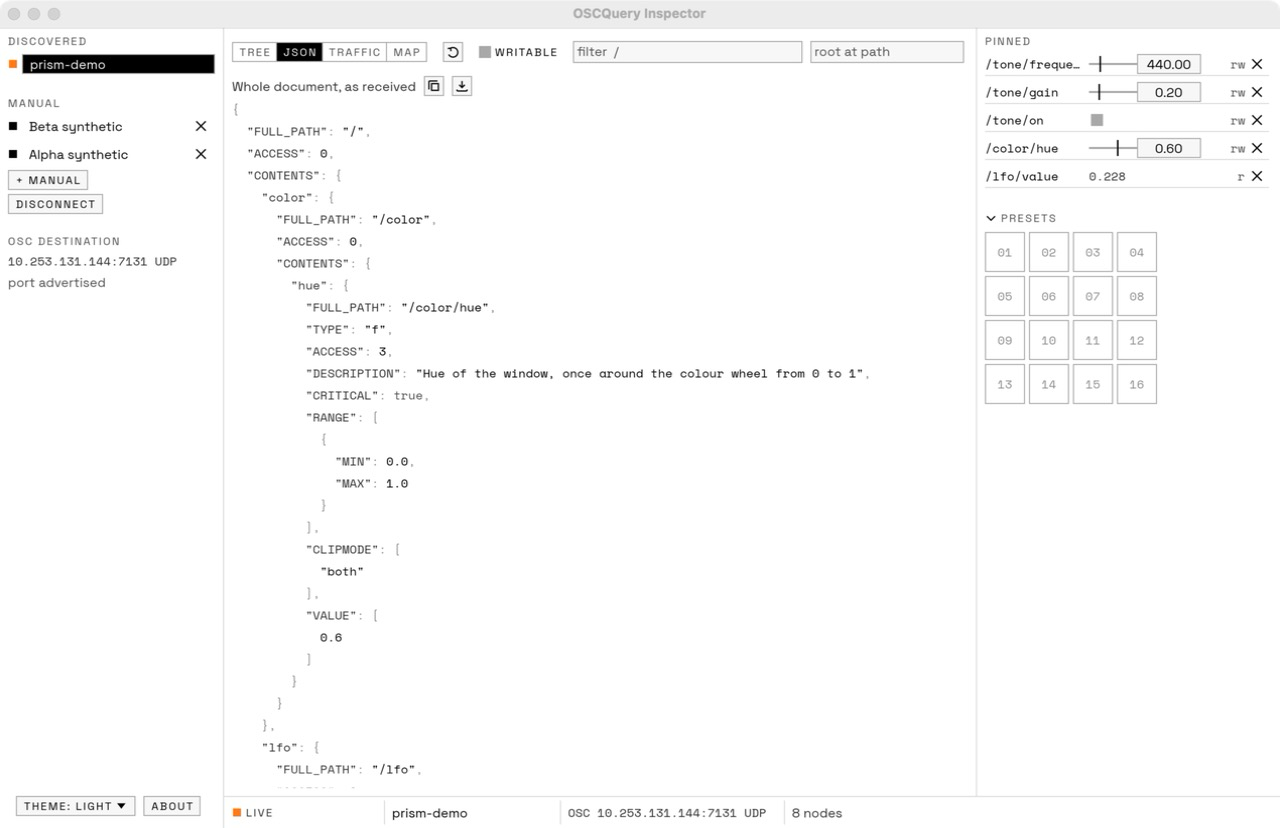 OSCQuery Inspector
DISCOVERED
prism-demo
MANUAL
Beta synthetic
Alpha synthetic
+ MANUAL
DISCONNECT
OSC DESTINATION
10.253.131.144:7131 UDP
port advertised
THEME: LIGHT
ABOUT
TREE JSON TRAFFIC MAP WRITABLE filter / root at path
Whole document, as received
{
"FULL_PATH": "/",
"ACCESS": 0,
"CONTENTS": {
"color": {
"FULL_PATH": "/color",
"ACCESS": 0,
"CONTENTS": {
"hue": {
"FULL_PATH": "/color/hue",
"TYPE": "f",
"ACCESS": 3,
"DESCRIPTION": "Hue of the window, once around the colour wheel from 0 to 1",
"CRITICAL": true,
"RANGE": [
{
"MIN": 0.0,
"MAX": 1.0
}
],
"CLIPMODE": [
"both"
],
"VALUE": [
0.6
]
}
}
},
"lfo": {
"FULL_PATH": "/lfo",
PINNED
/tone/freque… 440.00 rw
/tone/gain 0.20 rw
/tone/on rw
/color/hue 0.60 rw
/lfo/value 0.228 r
PRESETS
01 02 03 04
05 06 07 08
09 10 11 12
13 14 15 16
LIVE prism-demo OSC 10.253.131.144:7131 UDP 8 nodes